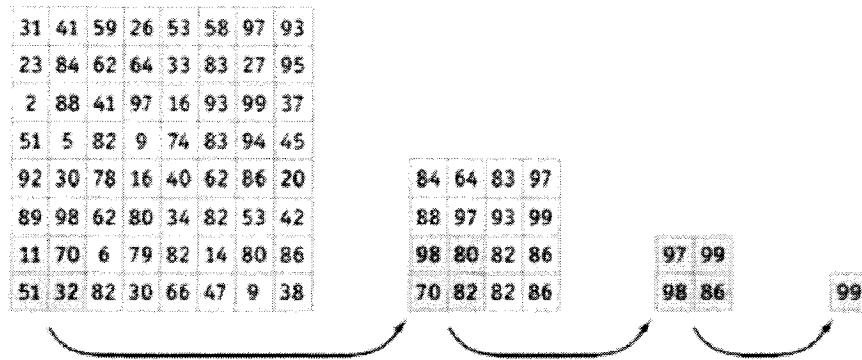 31 41 59 26 53 58 97 93
23 84 62 64 33 83 27 95
2 88 41 97 16 93 99 37
51 5 82 9 74 83 94 45
92 30 78 16 40 62 86 20
89 98 62 80 34 82 53 42
11 70 6 79 82 14 80 86
51 32 82 30 66 47 9 38
84 64 83 97
88 97 93 99
98 80 82 86
70 82 82 86
97 99
98 86
99